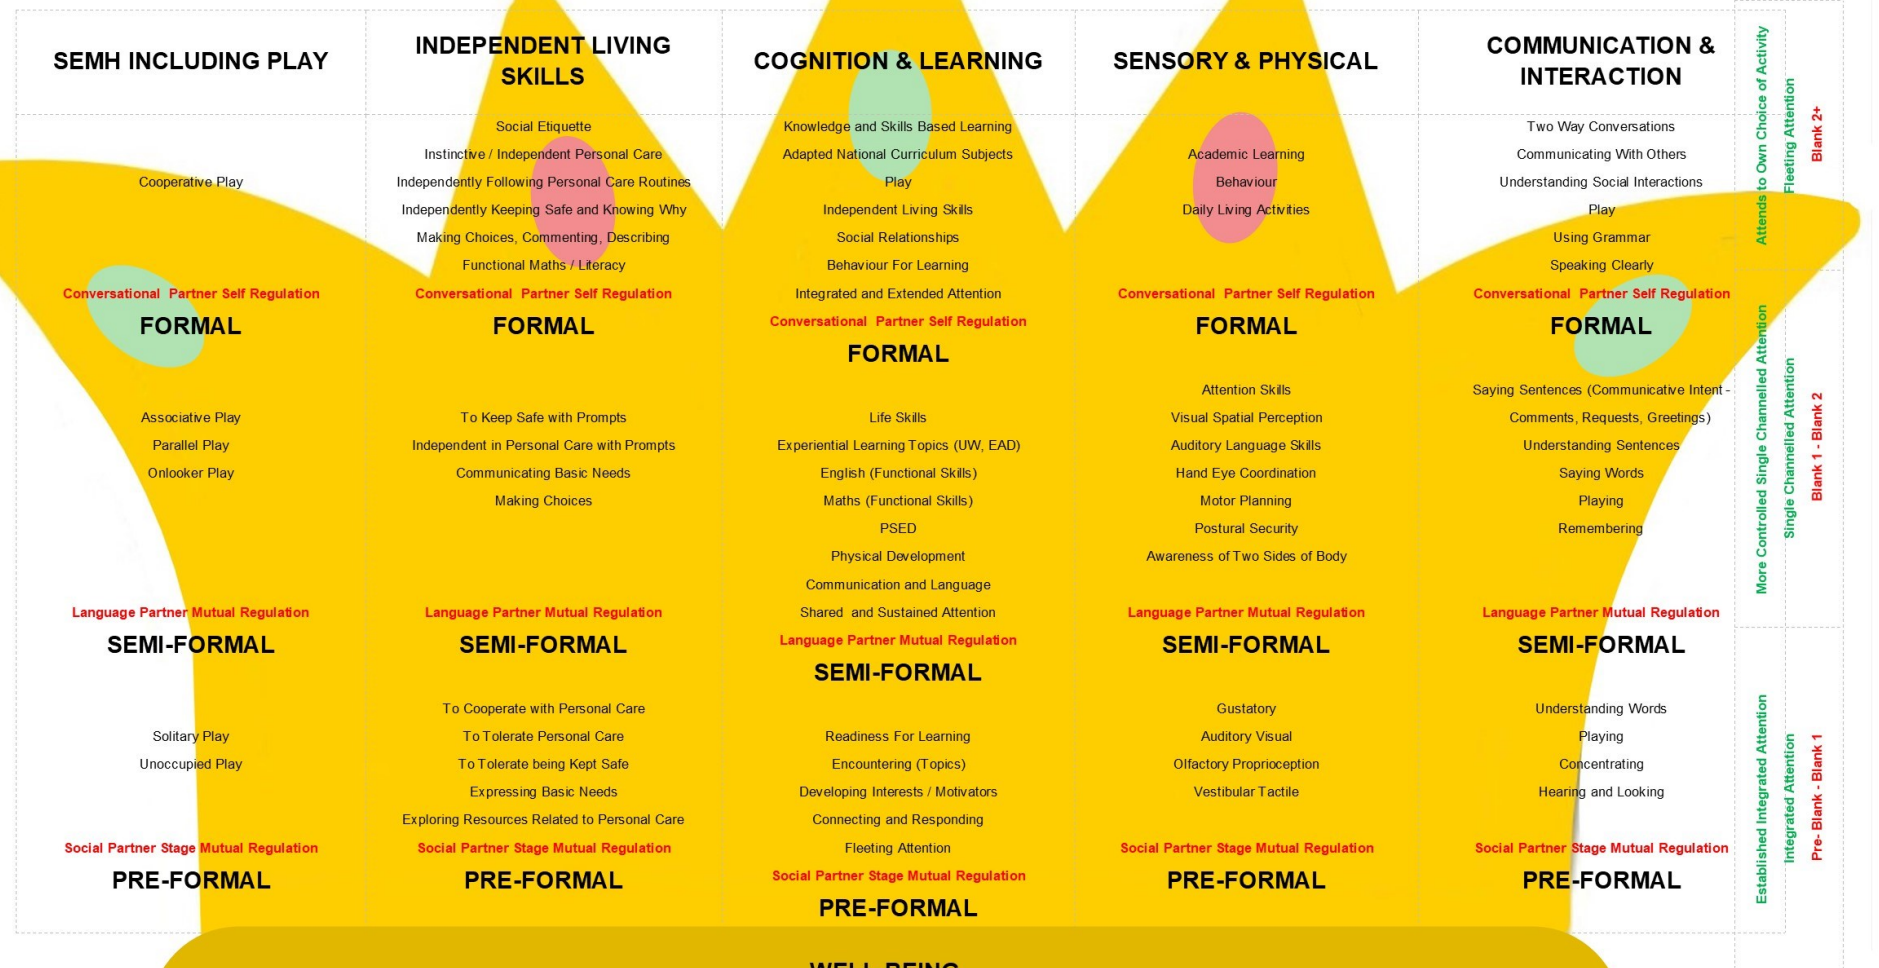 SEMH INCLUDING PLAY
Cooperative Play
Conversational Partner Self Regulation
FORMAL
Associative Play
Parallel Play
Onlooker Play
Language Partner Mutual Regulation
SEMI-FORMAL
Solitary Play
Unoccupied Play
Social Partner Stage Mutual Regulation
PRE-FORMAL
INDEPENDENT LIVING
SKILLS
Social Etiquette
Instinctive / Independent Personal Care
Independently Following Personal Care Routines
Independently Keeping Safe and Knowing Why
Making Choices, Commenting, Describing
Functional Maths / Literacy
Conversational Partner Self Regulation
FORMAL
To Keep Safe with Prompts
Independent in Personal Care with Prompts
Communicating Basic Needs
Making Choices
Language Partner Mutual Regulation
SEMI-FORMAL
To Cooperate with Personal Care
To Tolerate Personal Care
To Tolerate being Kept Safe
Expressing Basic Needs
Exploring Resources Related to Personal Care
Social Partner Stage Mutual Regulation
PRE-FORMAL
COGNITION & LEARNING
Knowledge and Skills Based Learning
Adapted National Curriculum Subjects
Play
Independent Living Skills
Social Relationships
Behaviour For Learning
Integrated and Extended Attention
Conversational Partner Self Regulation
FORMAL
Life Skills
Experiential Learning Topics (UW, EAD)
English (Functional Skills)
Maths (Functional Skills)
PSED
Physical Development
Communication and Language
Shared and Sustained Attention
Language Partner Mutual Regulation
SEMI-FORMAL
Readiness For Learning
Encountering (Topics)
Developing Interests / Motivators
Connecting and Responding
Fleeting Attention
Social Partner Stage Mutual Regulation
PRE-FORMAL
SENSORY & PHYSICAL
Academic Learning
Behaviour
Daily Living Activities
Conversational Partner Self Regulation
FORMAL
Attention Skills
Visual Spatial Perception
Auditory Language Skills
Hand Eye Coordination
Motor Planning
Postural Security
Awareness of Two Sides of Body
Language Partner Mutual Regulation
SEMI-FORMAL
Gustatory
Auditory Visual
Olfactory Proprioception
Vestibular Tactile
Social Partner Stage Mutual Regulation
PRE-FORMAL
COMMUNICATION &
INTERACTION
Two Way Conversations
Communicating With Others
Understanding Social Interactions
Play
Using Grammar
Speaking Clearly
Conversational Partner Self Regulation
FORMAL
Saying Sentences (Communicative Intent -
Comments, Requests, Greetings)
Understanding Sentences
Saying Words
Playing
Remembering
Language Partner Mutual Regulation
SEMI-FORMAL
Understanding Words
Playing
Concentrating
Hearing and Looking
Social Partner Stage Mutual Regulation
PRE-FORMAL
Attends to Own Choice of Activity
Fleeting Attention
Blank 2+
More Controlled Single Channelled Attention
Single Channelled Attention
Blank 1 - Blank 2
Established Integrated Attention
Integrated Attention
Pre- Blank - Blank 1
WELL-BEING